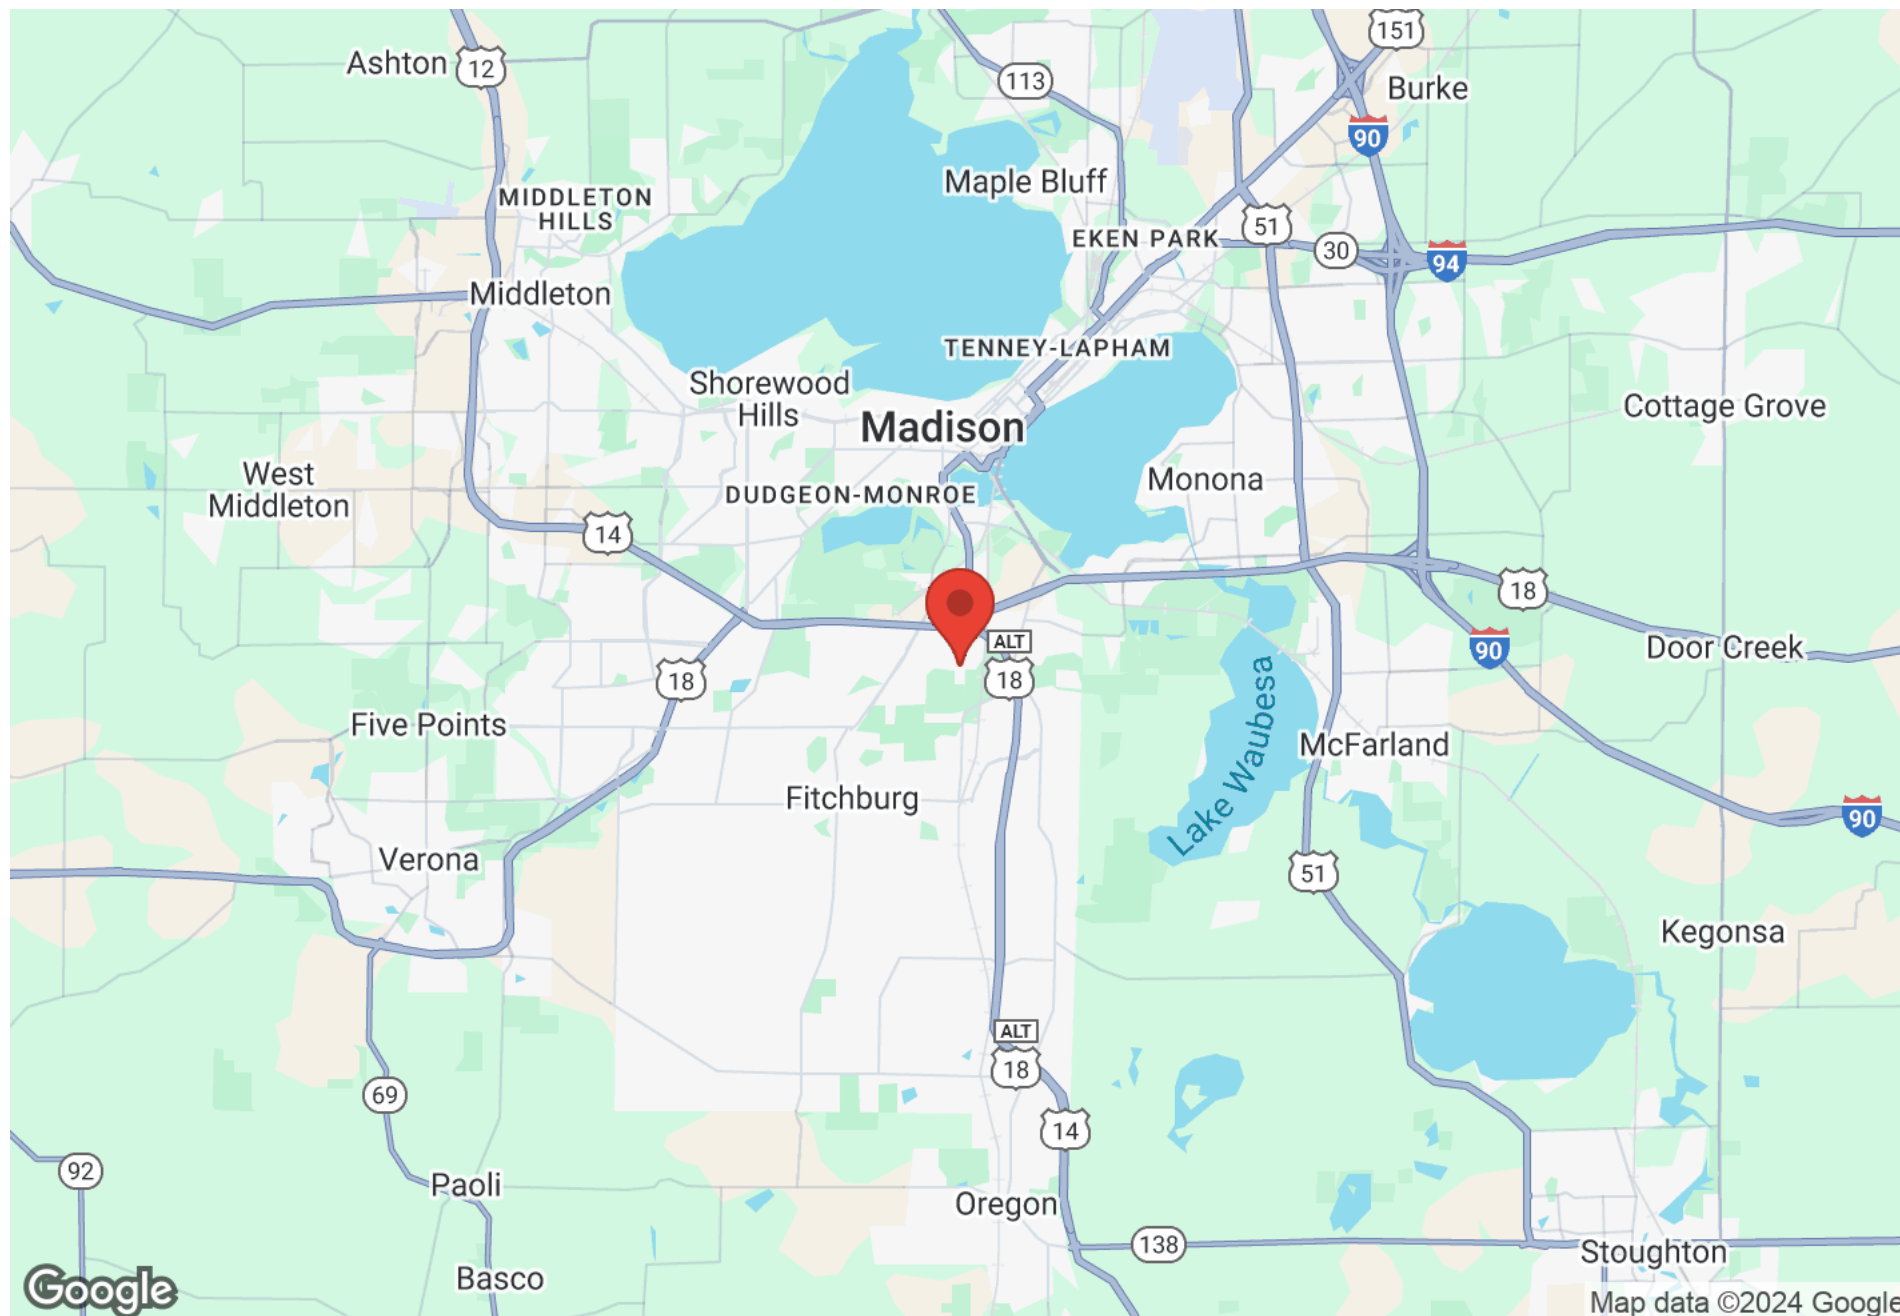 151
Ashton
12
113
Burke
90
Maple Bluff
MIDDLETON
HILLS
51
EKEN PARK
30
94
Middleton
TENNEY-LAPHAM
Shorewood
Hills
Cottage Grove
Madison
West
Middleton
Monona
DUDGEON-MONROE
14
18
ALT
18
18
90
Door Creek
Lake Waubesa
Five Points
McFarland
Fitchburg
90
Verona
51
Kegonsa
ALT
18
69
14
92
Paoli
Oregon
138
Stoughton
Basco
Google
Map data ©2024 Google